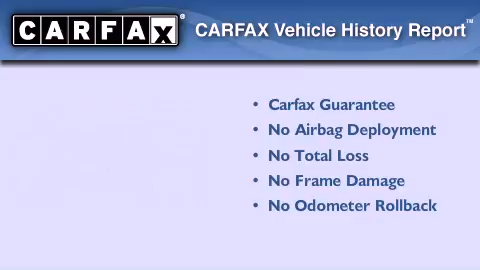 CARFAX® CARFAX Vehicle History Report™
• Carfax Guarantee
• No Airbag Deployment
• No Total Loss
• No Frame Damage
• No Odometer Rollback